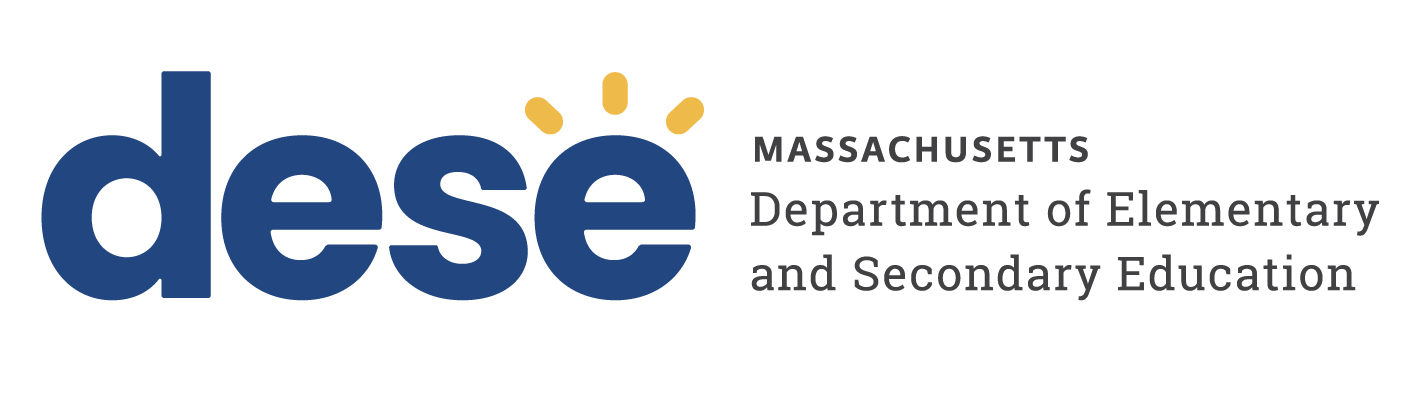 dese
MASSACHUSETTS
Department of Elementary
and Secondary Education